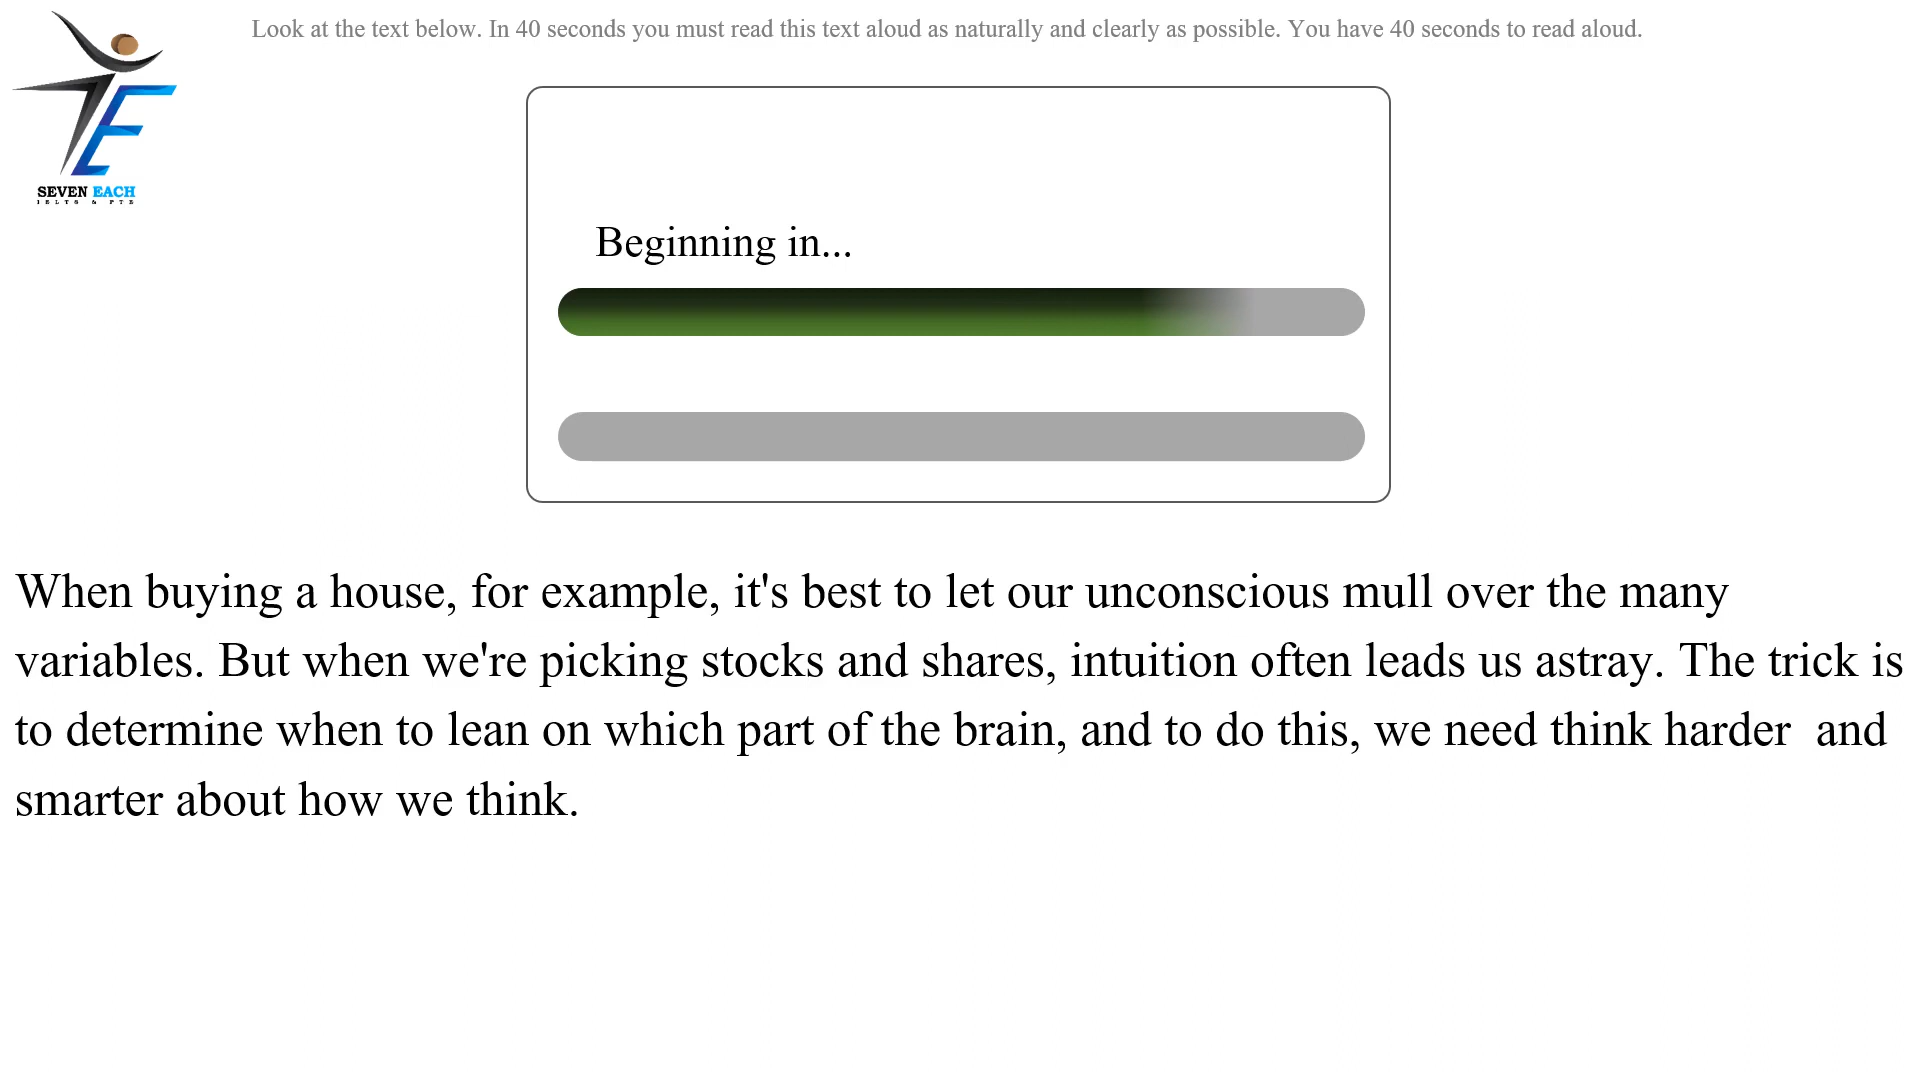 Look at the text below. In 40 seconds you must read this text aloud as naturally and clearly as possible. You have 40 seconds to read aloud.
SEVEN EACH
IELTS & PTE
Beginning in...
When buying a house, for example, it's best to let our unconscious mull over the many
variables. But when we're picking stocks and shares, intuition often leads us astray. The trick is
to determine when to lean on which part of the brain, and to do this, we need think harder  and
smarter about how we think.